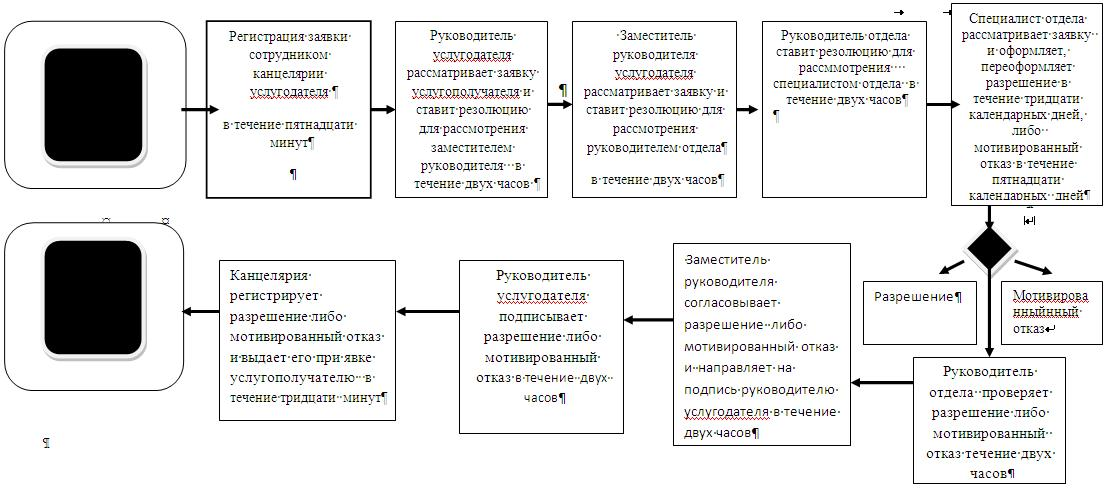 Регистрация заявки
сотрудником
канцелярии
услугодателя
в течение пятнадцати
минут
Руководитель
услугодателя
рассматривает заявку
услугополучателя и
ставит резолюцию
для рассмотрения
заместителем
руководителя в
течение двух часов
Заместитель
руководителя
услугодателя
рассматривает заявку и
ставит резолюцию для
рассмотрения
руководителем отдела
в течение двух часов
Руководитель отдела
ставит резолюцию для
рассммотрения
специалистом отдела в
течение двух часов
Специалист отдела
рассматривает заявку
и оформляет,
переоформляет
разрешение в
течение тридцати
календарных дней,
либо
мотивированный
отказ в течение
пятнадцати
календарных дней
Разрешение
Мотивирова
нныйнный
отказ
Руководитель
отдела проверяет
разрешение либо
мотивированный
отказ течение двух
часов
Заместитель
руководителя
согласовывает
разрешение либо
мотивированный отказ
и направляет на
подпись руководителю
услугодателя в течение
двух часов
Руководитель
услугодателя
подписывает
разрешение либо
мотивированный
отказ в течение двух
часов
Канцелярия
регистрирует
разрешение либо
мотивированный отказ
и выдает его при явке
услугополучателю в
течение тридцати минут